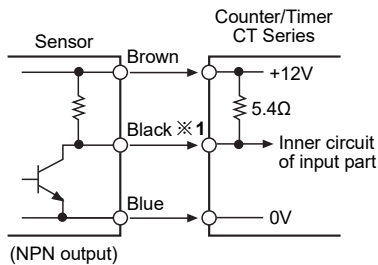 Counter/Timer
CT Series
Sensor
Brown
+12V
5.4Ω
Black ※1
Inner circuit
of input part
Blue
0V
(NPN output)